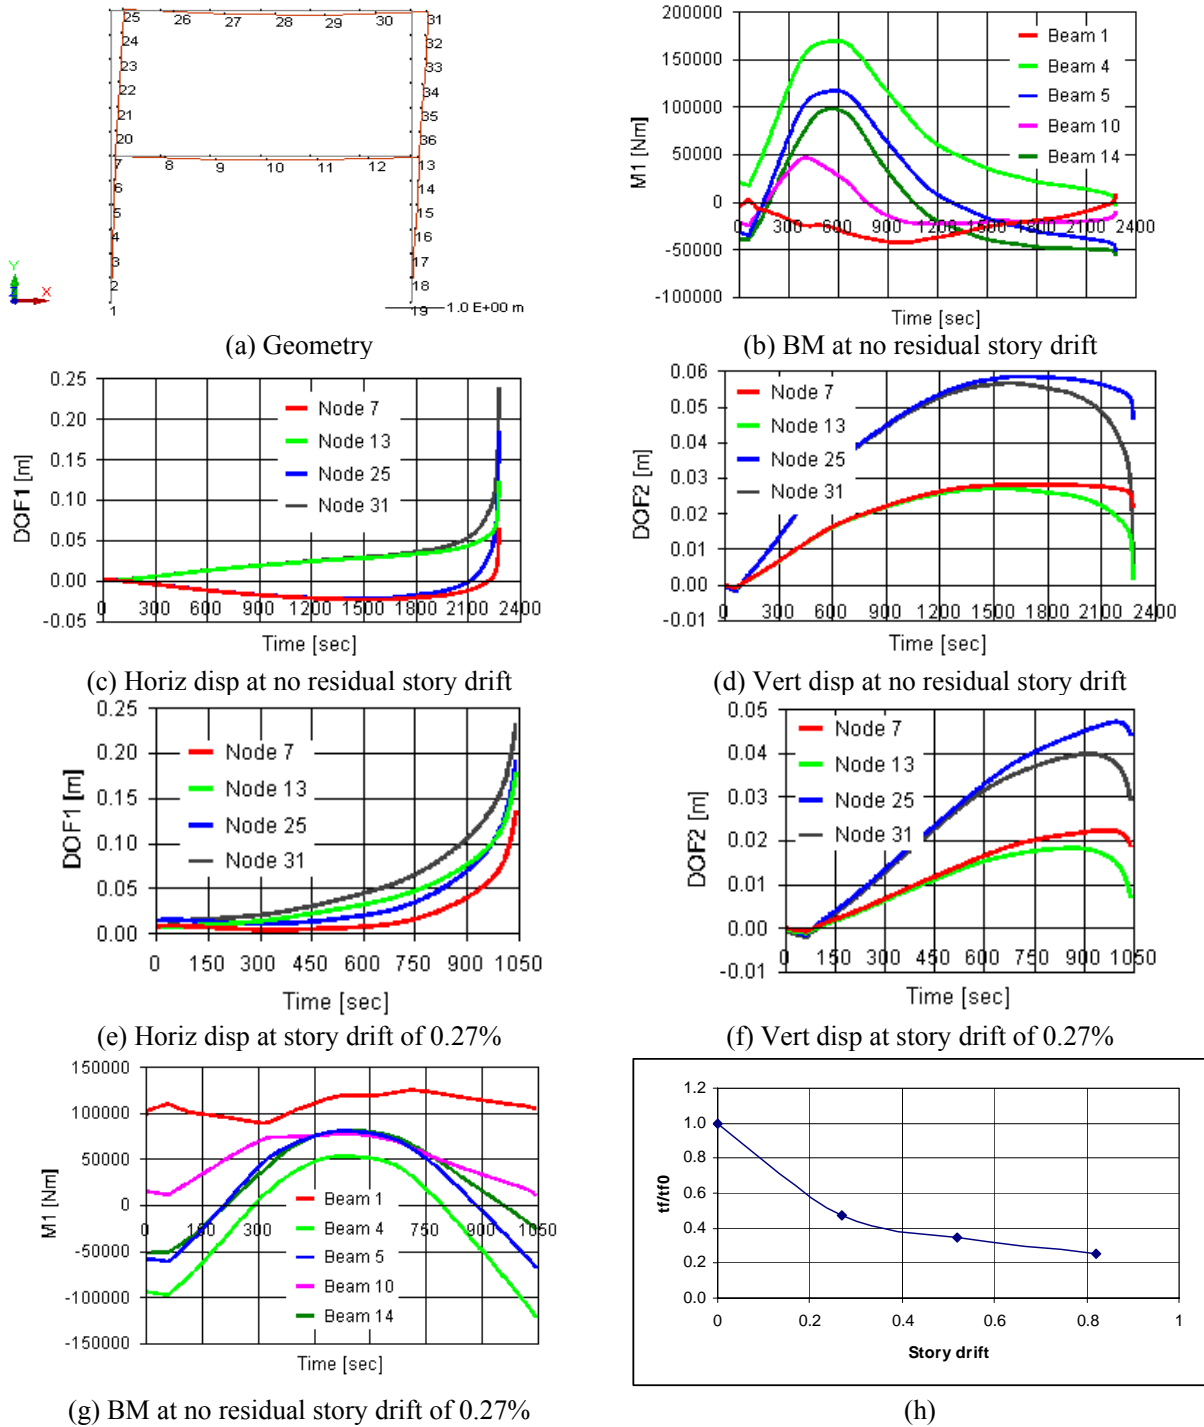 25 26 27 28 29 30 31
24 32
23 33
22 34
21 35
20 36
7 8 9 10 11 12 13
6 14
5 15
4 16
3 17
2 18
1 19
1.0 E+00 m
Y
Z X
(a) Geometry
200000
150000
100000
50000
0
-50000
-100000
M1 [Nm]
Beam 1
Beam 4
Beam 5
Beam 10
Beam 14
0 300 600 900 1200 1500 1800 2100 2400
Time [sec]
(b) BM at no residual story drift
0.25
0.20
0.15
0.10
0.05
0.00
-0.05
DOF1 [m]
Node 7
Node 13
Node 25
Node 31
0 300 600 900 1200 1500 1800 2100 2400
Time [sec]
(c) Horiz disp at no residual story drift
0.06
0.05
0.04
0.03
0.02
0.01
0.00
-0.01
DOF2 [m]
Node 7
Node 13
Node 25
Node 31
0 300 600 900 1200 1500 1800 2100 2400
Time [sec]
(d) Vert disp at no residual story drift
0.25
0.20
0.15
0.10
0.05
0.00
DOF1 [m]
Node 7
Node 13
Node 25
Node 31
0 150 300 450 600 750 900 1050
Time [sec]
(e) Horiz disp at story drift of 0.27%
0.05
0.04
0.03
0.02
0.01
0.00
-0.01
DOF2 [m]
Node 7
Node 13
Node 25
Node 31
0 150 300 450 600 750 900 1050
Time [sec]
(f) Vert disp at story drift of 0.27%
150000
100000
50000
0
-50000
-100000
-150000
M1 [Nm]
Beam 1
Beam 4
Beam 5
Beam 10
Beam 14
0 150 300 750 900 1050
Time [sec]
(g) BM at no residual story drift of 0.27%
1.2
1.0
0.8
0.6
0.4
0.2
0.0
tf/tf0
0 0.2 0.4 0.6 0.8 1
Story drift
(h)